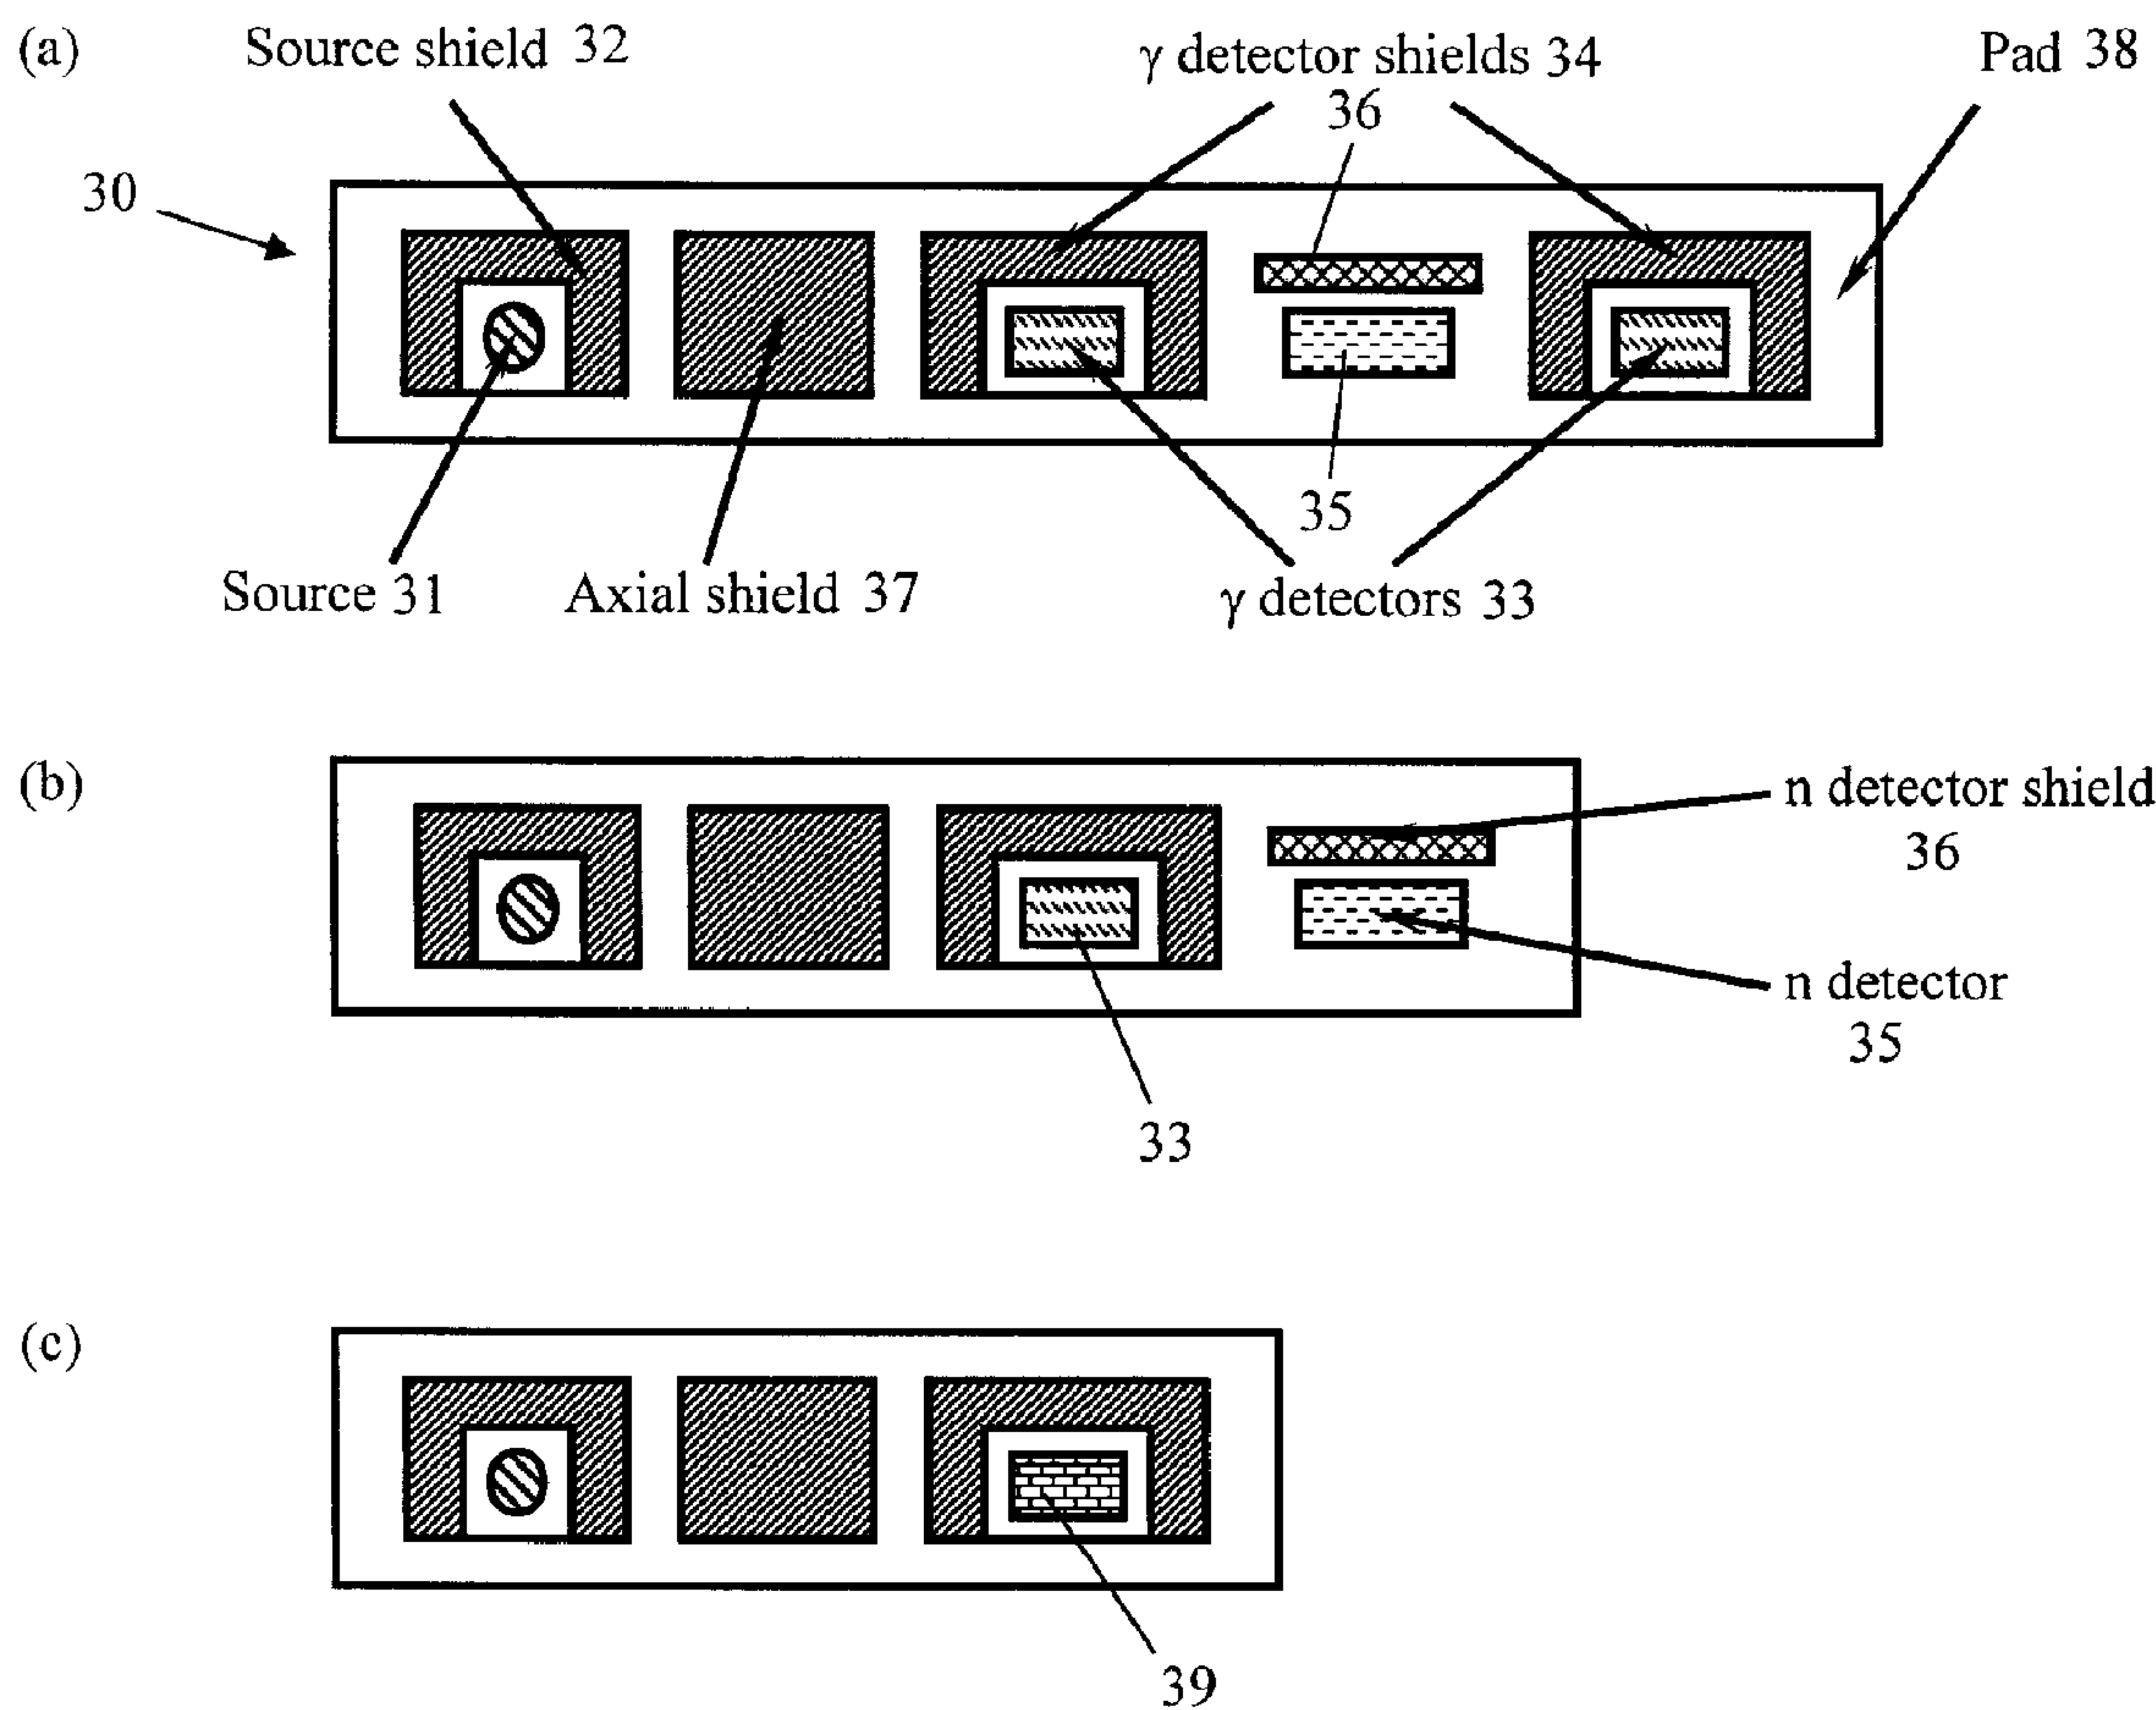 (a)
Source shield 32
γ detector shields 34
Pad 38
36
30
35
Source 31
Axial shield 37
γ detectors 33
(b)
n detector shield
36
n detector
35
33
(c)
39